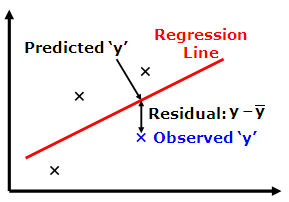 Regression
Line
Predicted ‘y’
Residual: y – y̅
Observed ‘y’